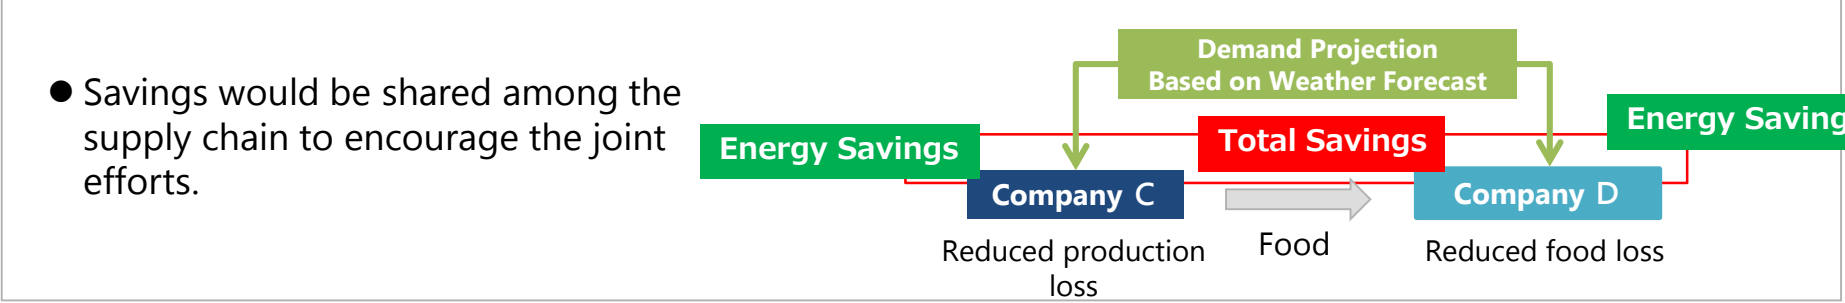 ● Savings would be shared among the
supply chain to encourage the joint
efforts.
Demand Projection
Based on Weather Forecast
Energy Savings
Total Savings
Energy Saving
Company C
Company D
Food
Reduced production
loss
Reduced food loss